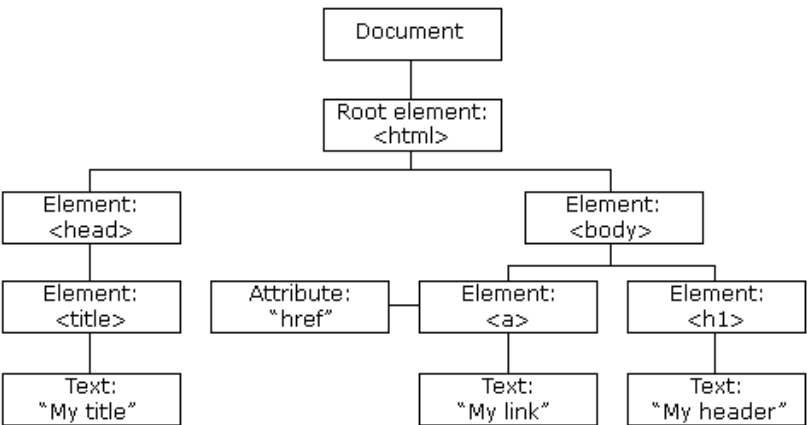 Document
Root element:
<html>
Element:
<head>
Element:
<body>
Element:
<title>
Attribute:
“href”
Element:
<a>
Element:
<h1>
Text:
“My title”
Text:
“My link”
Text:
“My header”